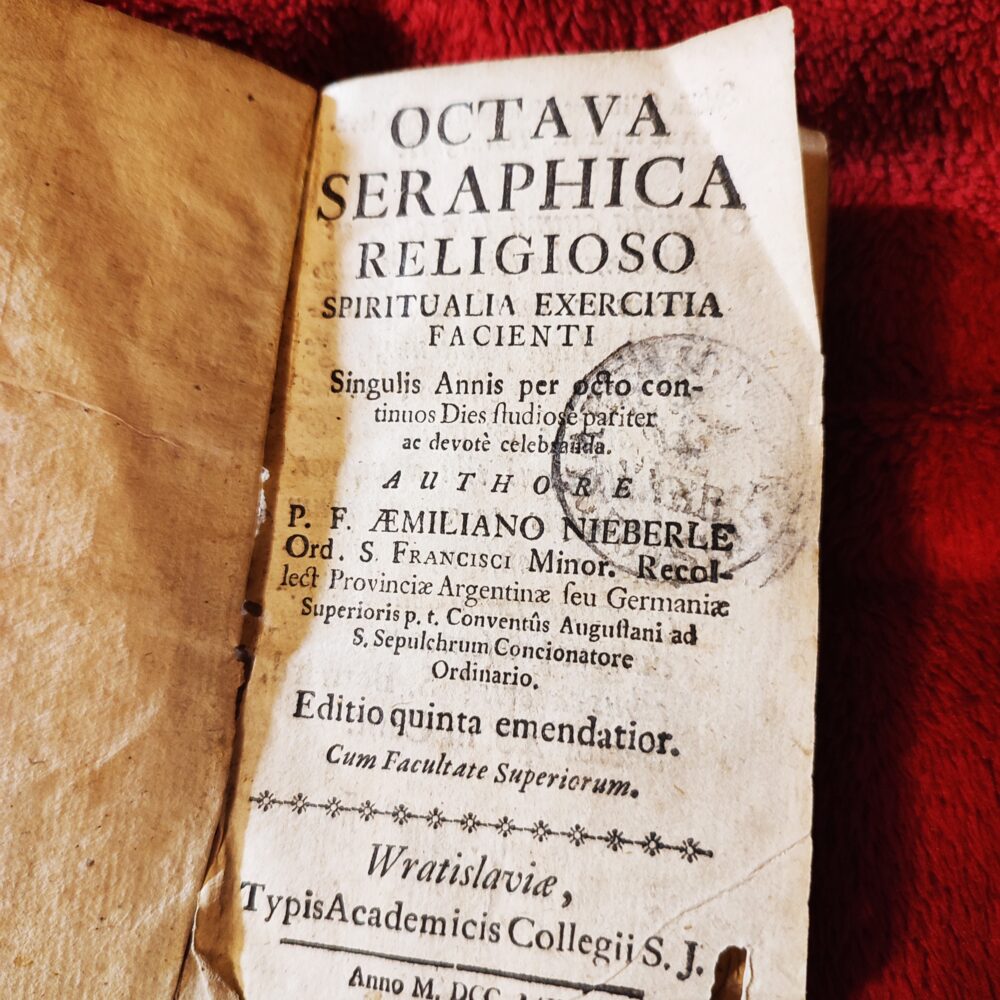 OCTAVA
SERAPHICA
RELIGIOSO
SPIRITUALIA EXERCITIA
FACIENTI
Singulis Annis per octo con-
tinuos Dies ſtudiosè pariter
ac devotè celebranda.
AUTHORE
P. F. ÆMILIANO NIEBERLE
Ord. S. FRANCISCI Minor. Recol-
lect Provinciæ Argentinæ ſeu Germaniæ
Superioris p. t. Conventûs Auguſtani ad
S. Sepulchrum Concionatore
Ordinario.
Editio quinta emendatior.
Cum Facultate Superiorum.
Wratislaviæ,
Typis Academicis Collegii S. J.
Anno M. DCC.